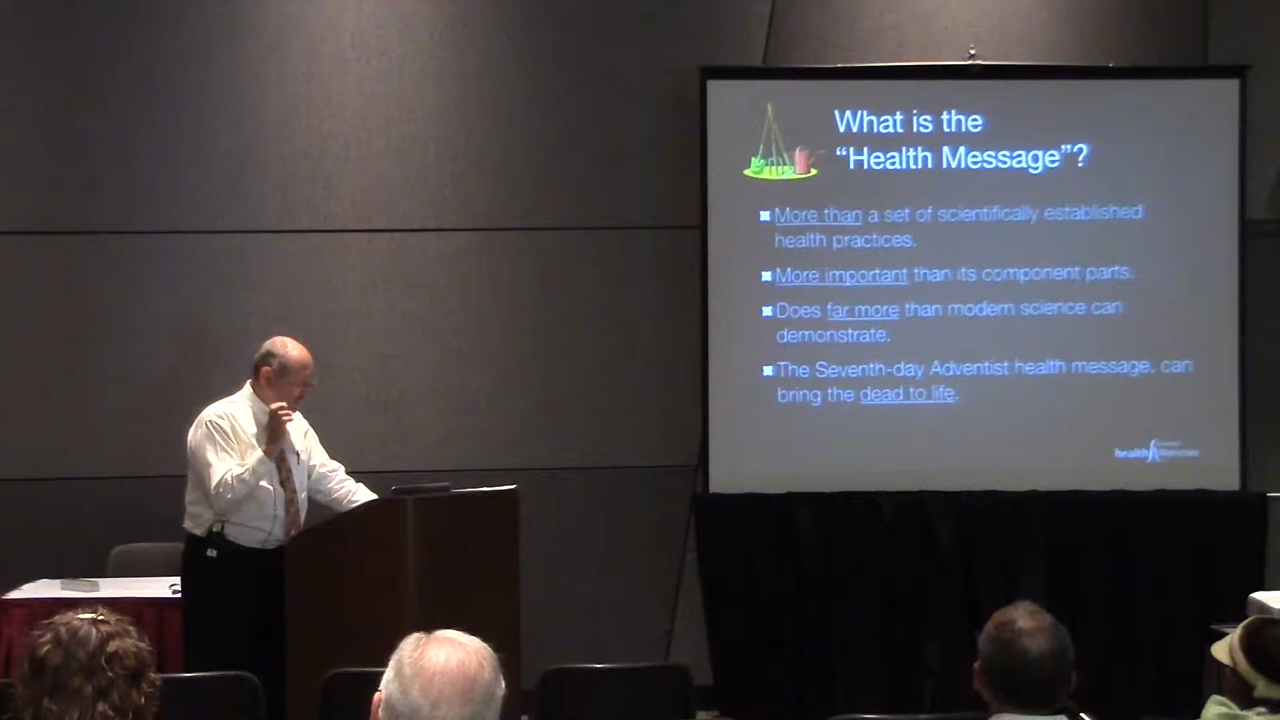 What is the
“Health Message”?
More than a set of scientifically established
health practices.
More important than its component parts.
Does far more than modern science can
demonstrate.
The Seventh-day Adventist health message, can
bring the dead to life.
health Ministries